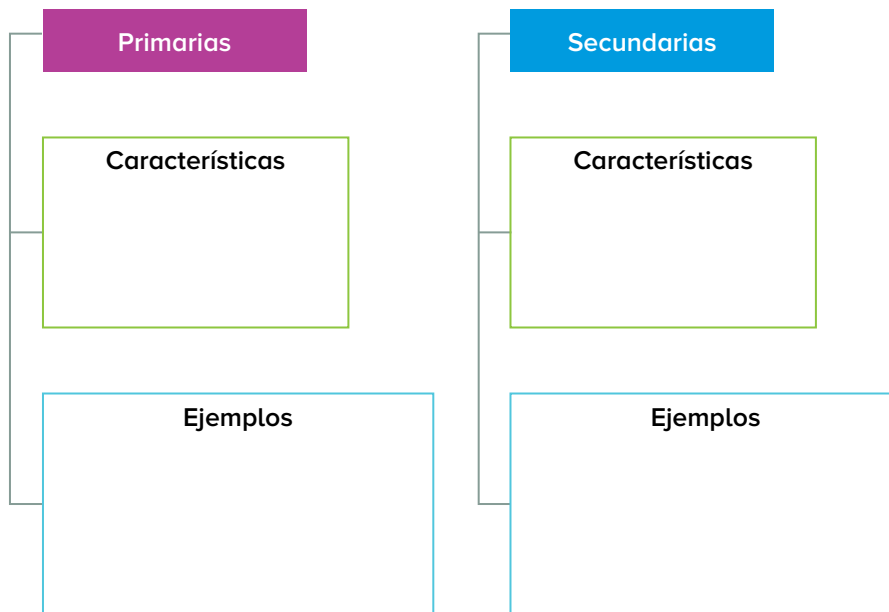 Primarias
Características
Ejemplos
Secundarias
Características
Ejemplos